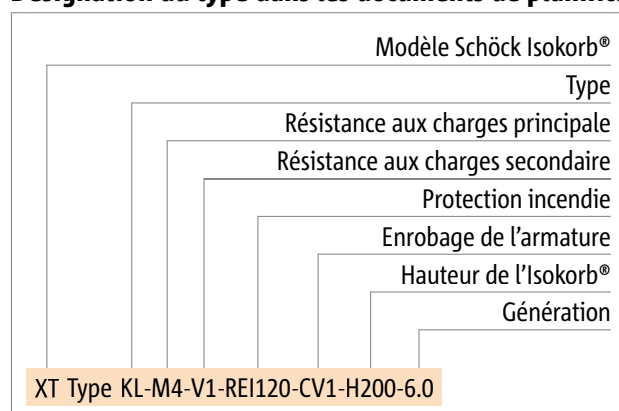 Modèle Schöck Isokorb®
Type
Résistance aux charges principale
Résistance aux charges secondaire
Protection incendie
Enrobage de l’armature
Hauteur de l’Isokorb®
Génération
XT Type KL-M4-V1-REI120-CV1-H200-6.0